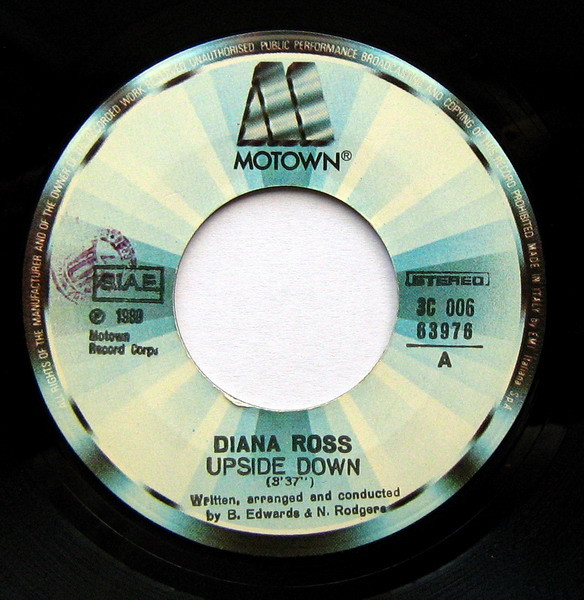 ALL RIGHTS OF THE MANUFACTURER AND OF THE OWNER OF RECORDED WORK RESERVED UNAUTHORISED PUBLIC PERFORMANCE BROADCASTING AND COPYING OF THIS RECORD PROHIBITED MADE IN ITALY by EMI Italiana S.p.A.
MOTOWN®
S.I.A.E.
℗ 1980
Motown
Record Corp.
STEREO
3C 006
63976
A
DIANA ROSS
UPSIDE DOWN
(3'37'')
Written, arranged and conducted
by B. Edwards & N. Rodgers